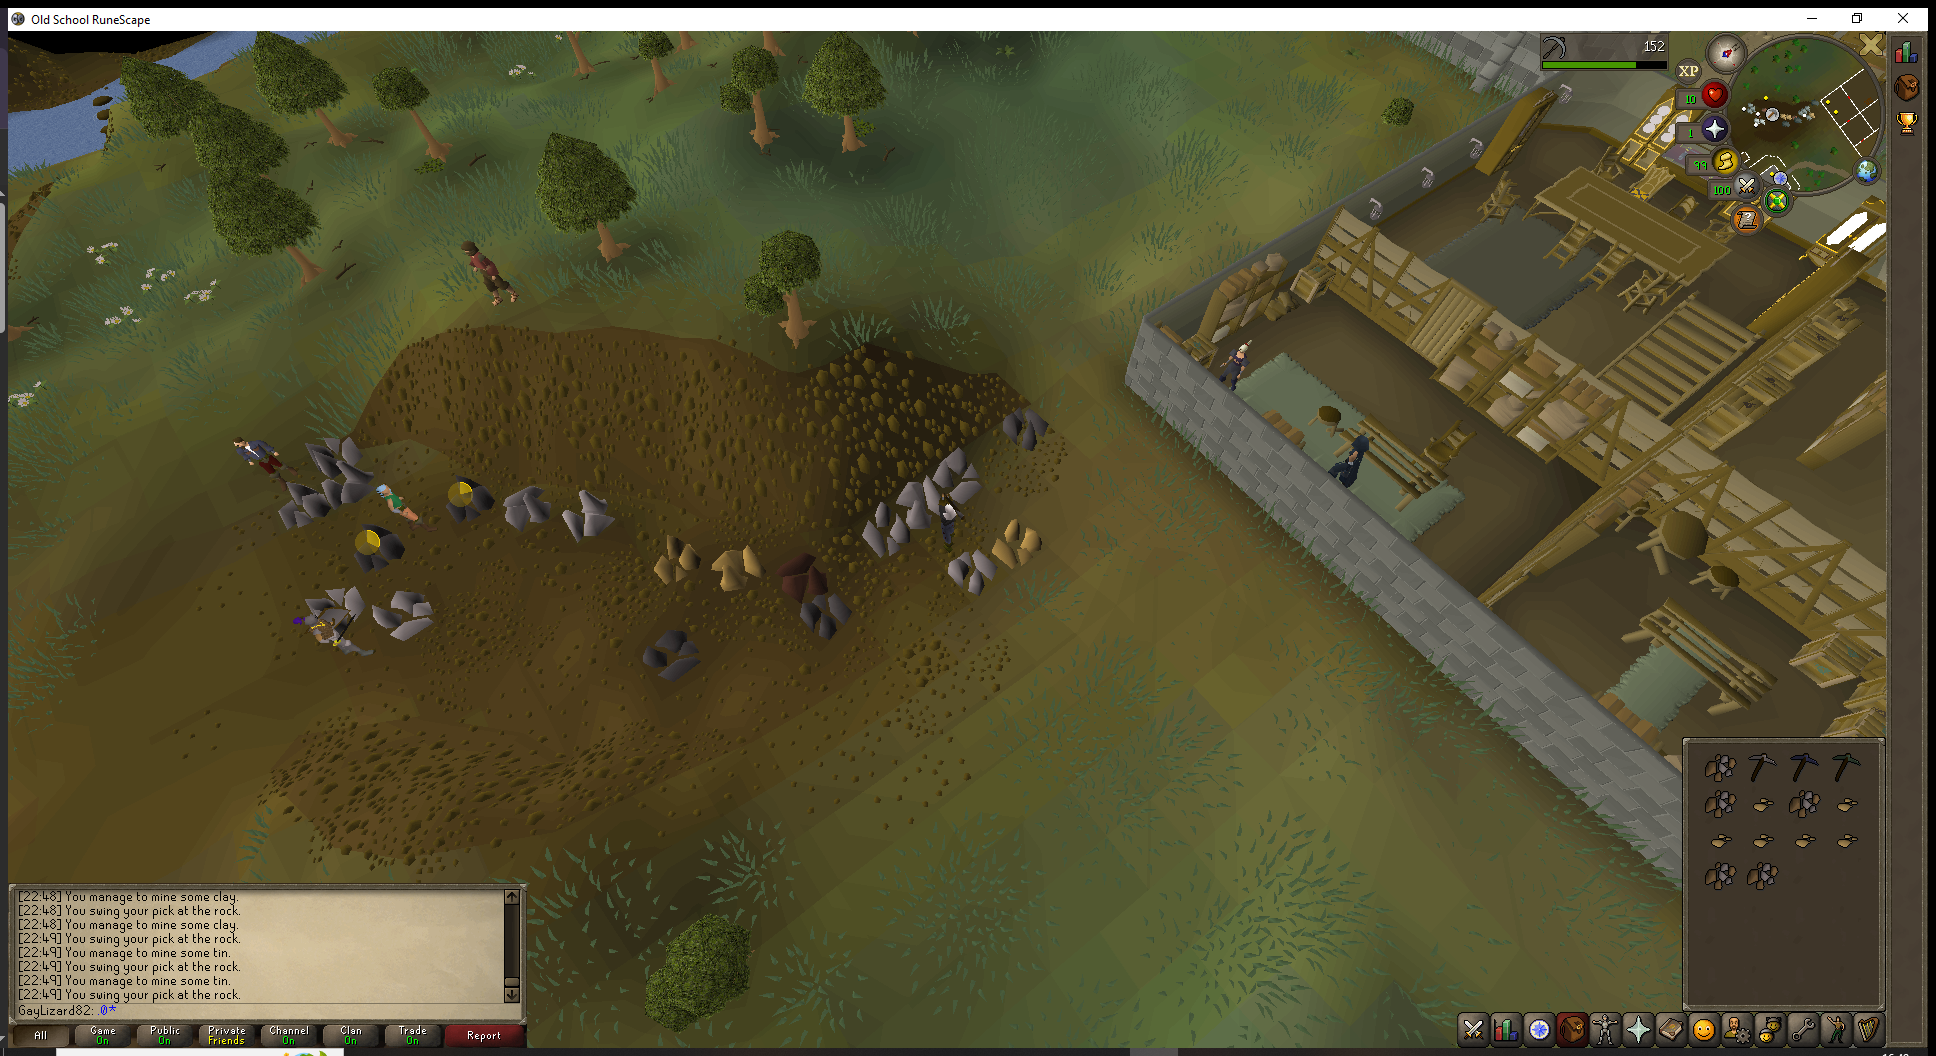 Old School RuneScape
152
XP
10
1
99
100
[22:48] You manage to mine some clay.
[22:48] You swing your pick at the rock.
[22:48] You manage to mine some clay.
[22:49] You swing your pick at the rock.
[22:49] You manage to mine some tin.
[22:49] You swing your pick at the rock.
[22:49] You manage to mine some tin.
[22:49] You swing your pick at the rock.
GayLizard82: .0*
All
Game
On
Public
On
Private
Friends
Channel
On
Clan
On
Trade
On
Report